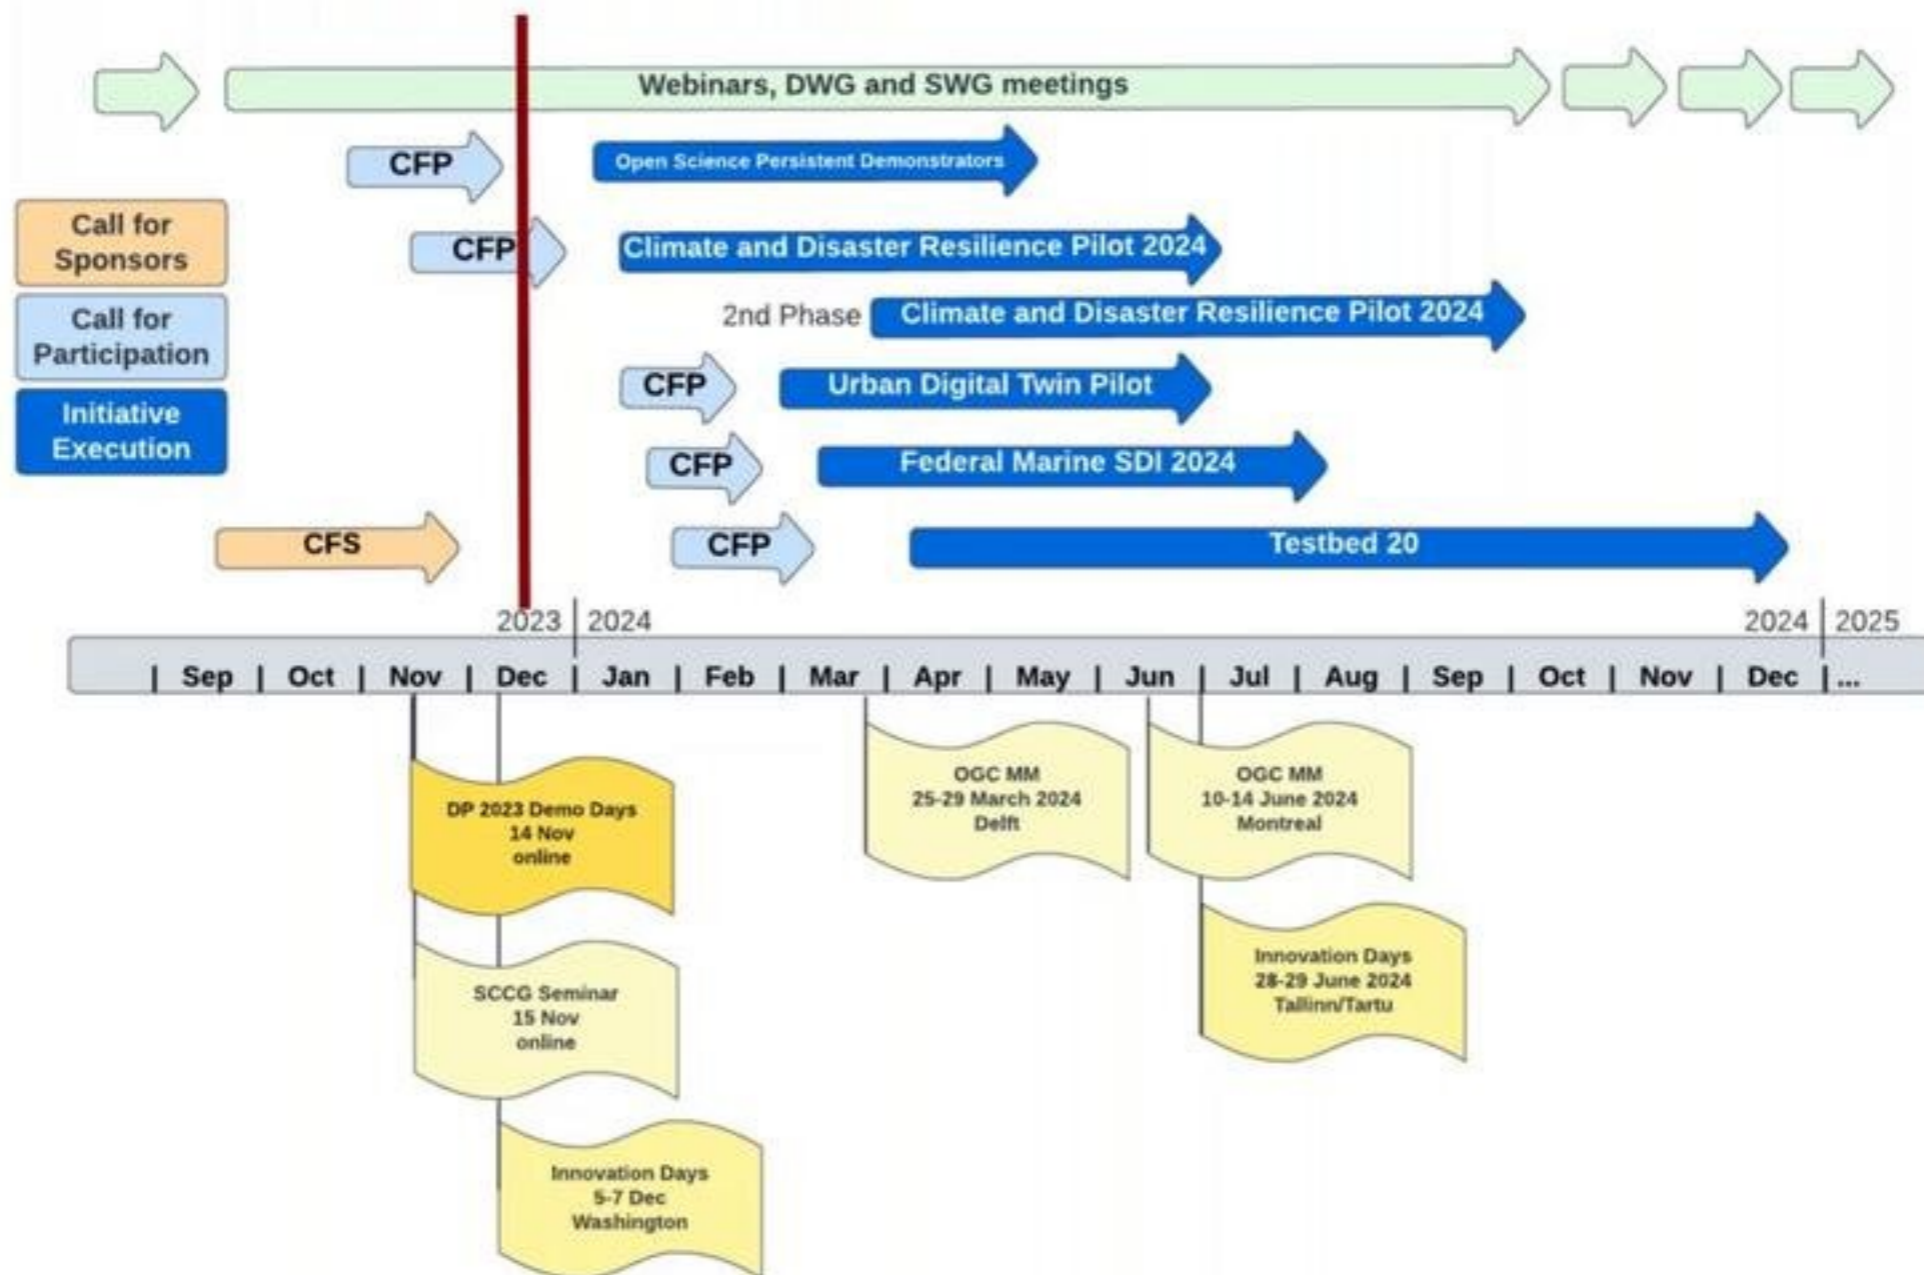 Webinars, DWG and SWG meetings
CFP
Open Science Persistent Demonstrators
Call for
Sponsors
CFP
Climate and Disaster Resilience Pilot 2024
Call for
Participation
2nd Phase
Climate and Disaster Resilience Pilot 2024
CFP
Urban Digital Twin Pilot
Initiative
Execution
CFP
Federal Marine SDI 2024
CFS
CFP
Testbed 20
2023 | 2024
2024 | 2025
| Sep | Oct | Nov | Dec | Jan | Feb | Mar | Apr | May | Jun | Jul | Aug | Sep | Oct | Nov | Dec | ...
DP 2023 Demo Days
14 Nov
online
OGC MM
25-29 March 2024
Delft
OGC MM
10-14 June 2024
Montreal
SCCG Seminar
15 Nov
online
Innovation Days
28-29 June 2024
Tallinn/Tartu
Innovation Days
5-7 Dec
Washington